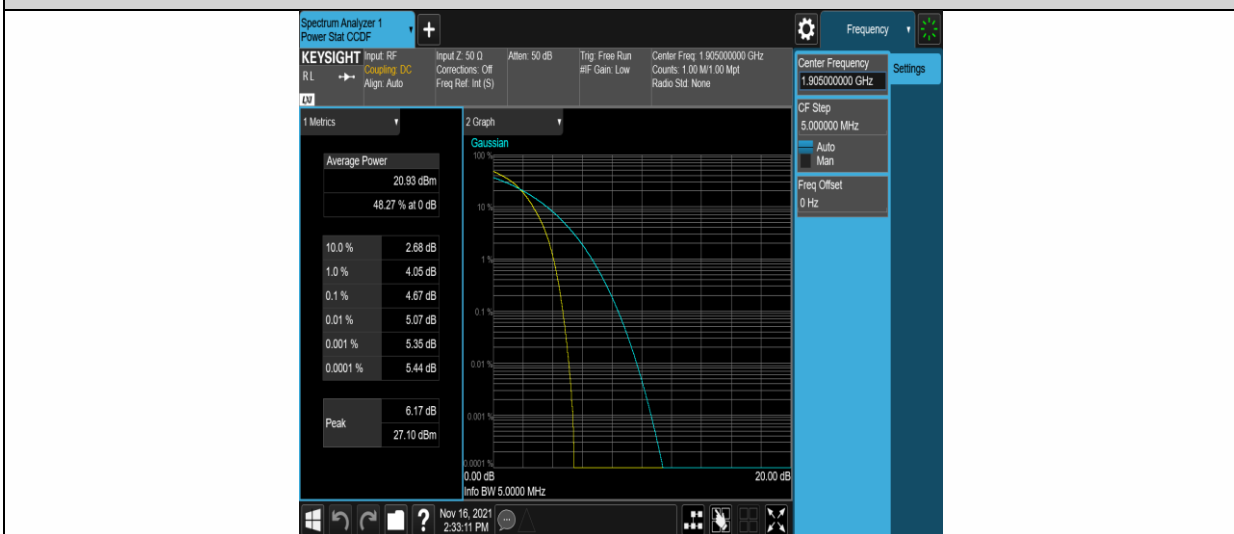 Spectrum Analyzer 1
Power Stat CCDF
+
Frequency
KEYSIGHT
Input: RF
Coupling: DC
Align: Auto
Input Z: 50 Ω
Corrections: Off
Freq Ref: Int (S)
Atten: 50 dB
Trig: Free Run
#IF Gain: Low
Center Freq: 1.905000000 GHz
Counts: 1.00 M/1.00 Mpt
Radio Std: None
R L
LXI
Center Frequency
1.905000000 GHz
Settings
CF Step
5.000000 MHz
Auto
Man
Freq Offset
0 Hz
1 Metrics
Average Power
20.93 dBm
48.27 % at 0 dB
10.0 % 2.68 dB
1.0 % 4.05 dB
0.1 % 4.67 dB
0.01 % 5.07 dB
0.001 % 5.35 dB
0.0001 % 5.44 dB
Peak 6.17 dB
27.10 dBm
2 Graph
Gaussian
100 %
10 %
1 %
0.1 %
0.01 %
0.001 %
0.0001 %
0.00 dB 20.00 dB
Info BW 5.0000 MHz
?
Nov 16, 2021
2:33:11 PM